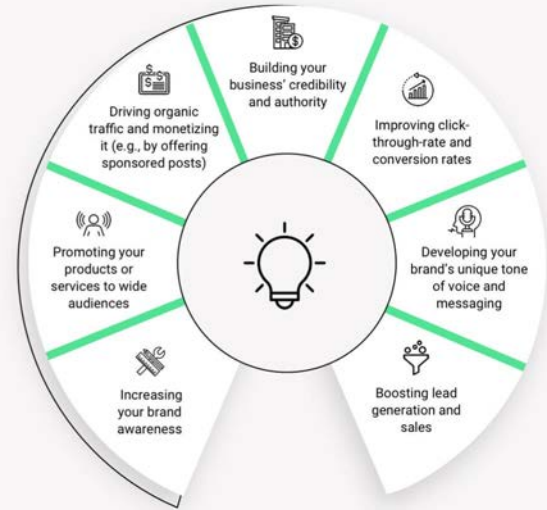 Building your
business' credibility
and authority
Driving organic
traffic and monetizing
it (e.g., by offering
sponsored posts)
Improving click-
through-rate and
conversion rates
Promoting your
products or
services to wide
audiences
Developing your
brand's unique tone
of voice and
messaging
Increasing
your brand
awareness
Boosting lead
generation and
sales